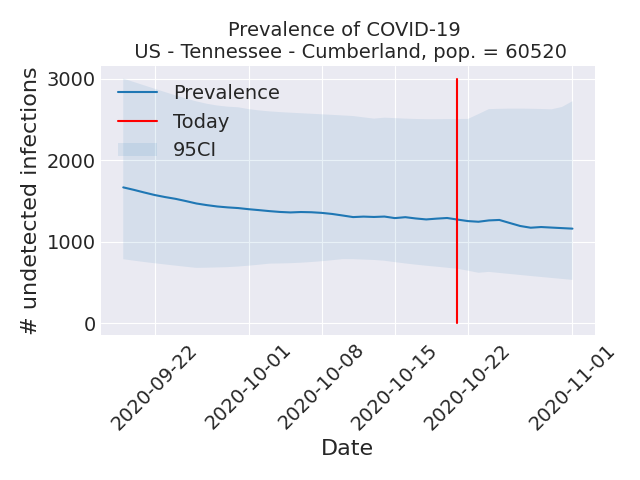 Prevalence of COVID-19
US - Tennessee - Cumberland, pop. = 60520
# undetected infections
3000
2000
1000
0
Prevalence
Today
95CI
2020-09-22
2020-10-01
2020-10-08
2020-10-15
2020-10-22
2020-11-01
Date